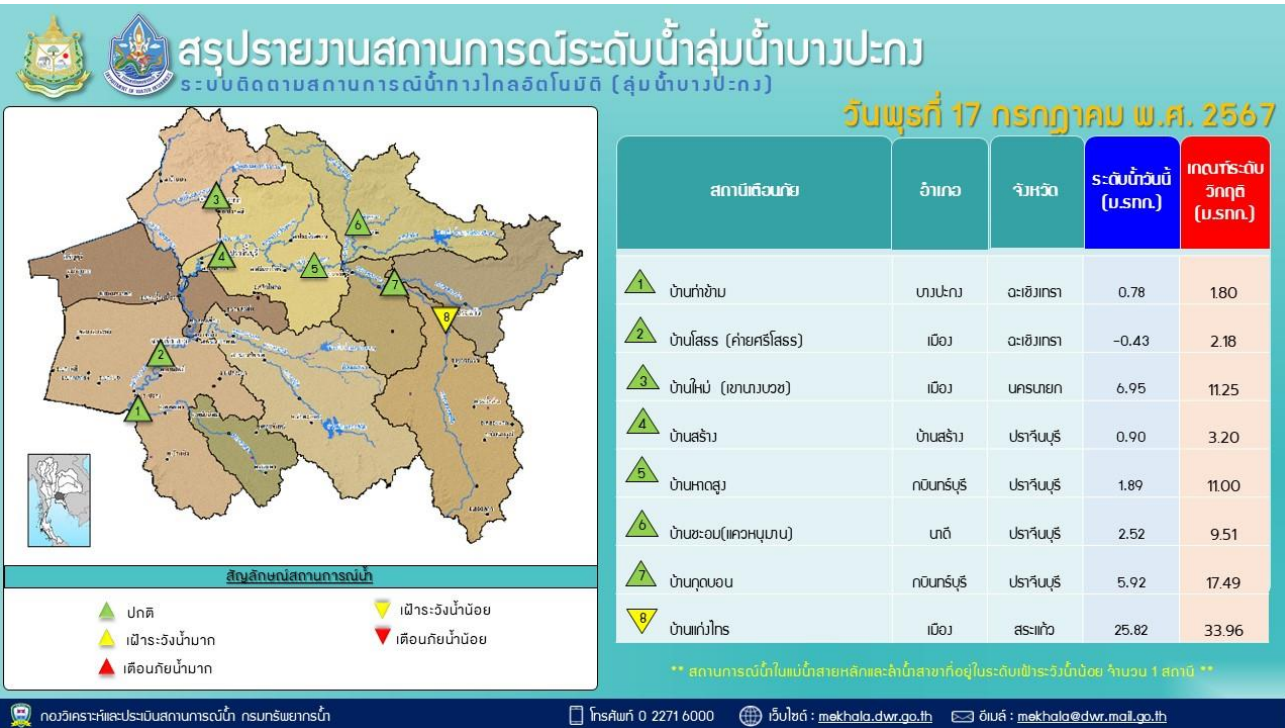 สรุปรายงานสถานการณ์ระดับน้ำลุ่มน้ำบางปะกง
ระบบติดตามสถานการณ์น้ำทางไกลอัตโนมัติ (ลุ่มน้ำบางปะกง)
วันพุธที่ 17 กรกฎาคม พ.ศ. 2567
สถานีเตือนภัย อำเภอ จังหวัด ระดับน้ำวันนี้ (ม.รทก.) เกณฑ์ระดับวิกฤติ (ม.รทก.)
1 บ้านท่าข้าม บางปะกง ฉะเชิงเทรา 0.78 1.80
2 บ้านโสธร (ค่ายศรีโสธร) เมือง ฉะเชิงเทรา -0.43 2.18
3 บ้านใหม่ (เขานางบวช) เมือง นครนายก 6.95 11.25
4 บ้านสร้าง บ้านสร้าง ปราจีนบุรี 0.90 3.20
5 บ้านหาดสูง กบินทร์บุรี ปราจีนบุรี 1.89 11.00
6 บ้านซะอม(แควหนุมาน) นาดี ปราจีนบุรี 2.52 9.51
7 บ้านกุดบอน กบินทร์บุรี ปราจีนบุรี 5.92 17.49
8 บ้านแก่งไทร เมือง สระแก้ว 25.82 33.96
** สถานการณ์น้ำในแม่น้ำสายหลักและลำน้ำสาขาที่อยู่ในระดับเฝ้าระวังน้ำน้อย จำนวน 1 สถานี **
3
6
4
5
7
8
2
1
สัญลักษณ์สถานการณ์น้ำ
ปกติ
เฝ้าระวังน้ำมาก
เตือนภัยน้ำมาก
เฝ้าระวังน้ำน้อย
เตือนภัยน้ำน้อย
กองวิเคราะห์และประเมินสถานการณ์น้ำ กรมทรัพยากรน้ำ
โทรศัพท์ 0 2271 6000
เว็บไซต์ : mekhala.dwr.go.th
อีเมล์ : mekhala@dwr.mail.go.th